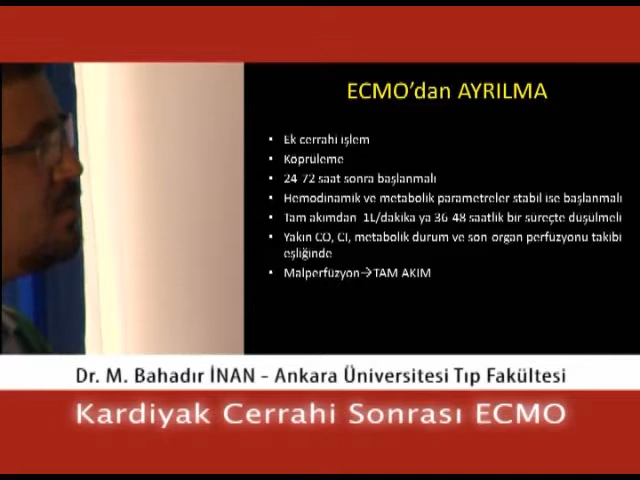 ECMO’dan AYRILMA
▪ Ek cerrahi işlem
▪ Köprüleme
▪ 24-72 saat sonra başlanmalı
▪ Hemodinamik ve metabolik parametreler stabil ise başlanmalı
▪ Tam akımdan 1L/dakika ya 36-48 saatlik bir süreçte düşülmeli
▪ Yakın CO, CI, metabolik durum ve son organ perfüzyonu takibi
eşliğinde
▪ Malperfüzyon→TAM AKIM
Dr. M. Bahadır İNAN - Ankara Üniversitesi Tıp Fakültesi
Kardiyak Cerrahi Sonrası ECMO